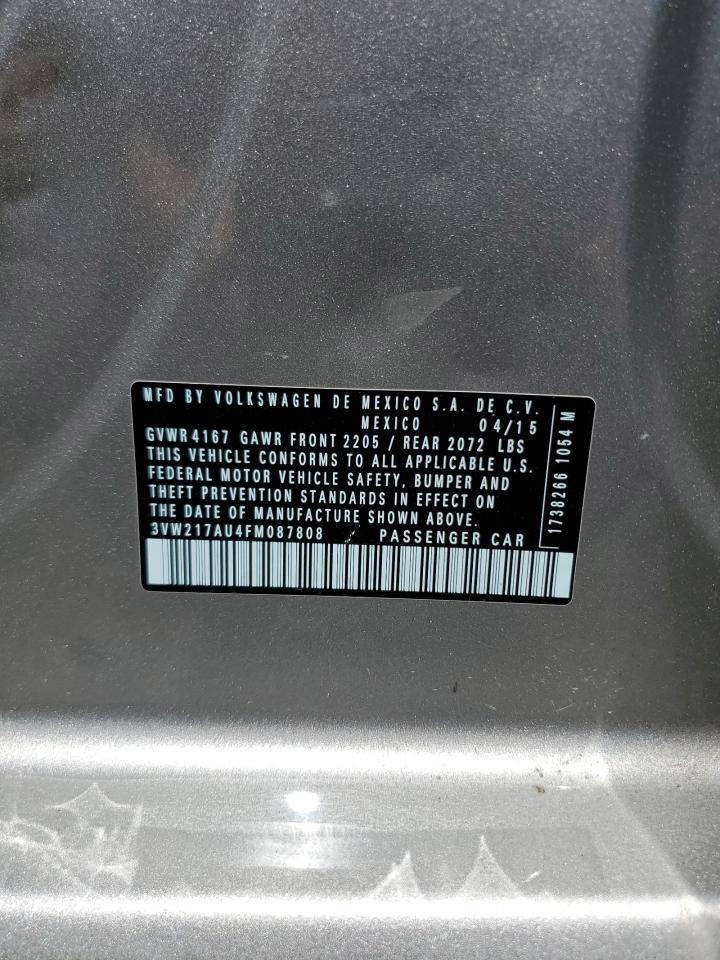 MFD BY VOLKSWAGEN DE MEXICO S.A. DE C.V.
MEXICO 04/15
GVWR 4167 GAWR FRONT 2205 / REAR 2072 LBS
THIS VEHICLE CONFORMS TO ALL APPLICABLE U.S.
FEDERAL MOTOR VEHICLE SAFETY, BUMPER AND
THEFT PREVENTION STANDARDS IN EFFECT ON
THE DATE OF MANUFACTURE SHOWN ABOVE.
3VW217AU4FM087808 PASSENGER CAR
1738266 1054 M